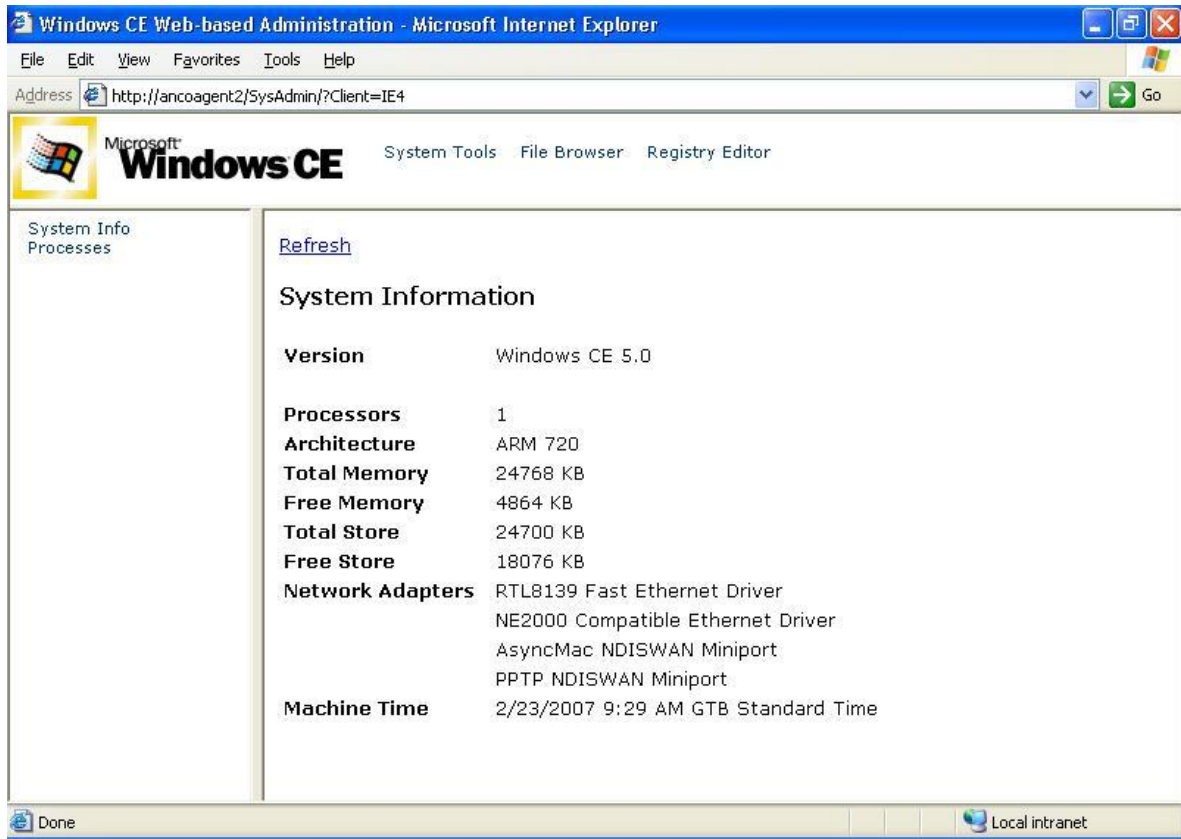 Windows CE Web-based Administration - Microsoft Internet Explorer
File Edit View Favorites Tools Help
Address http://ancoagent2/SysAdmin/?Client=IE4 Go
Microsoft
Windows CE System Tools File Browser Registry Editor
System Info
Processes
Refresh
System Information
Version Windows CE 5.0
Processors 1
Architecture ARM 720
Total Memory 24768 KB
Free Memory 4864 KB
Total Store 24700 KB
Free Store 18076 KB
Network Adapters RTL8139 Fast Ethernet Driver
NE2000 Compatible Ethernet Driver
AsyncMac NDISWAN Miniport
PPTP NDISWAN Miniport
Machine Time 2/23/2007 9:29 AM GTB Standard Time
Done Local intranet